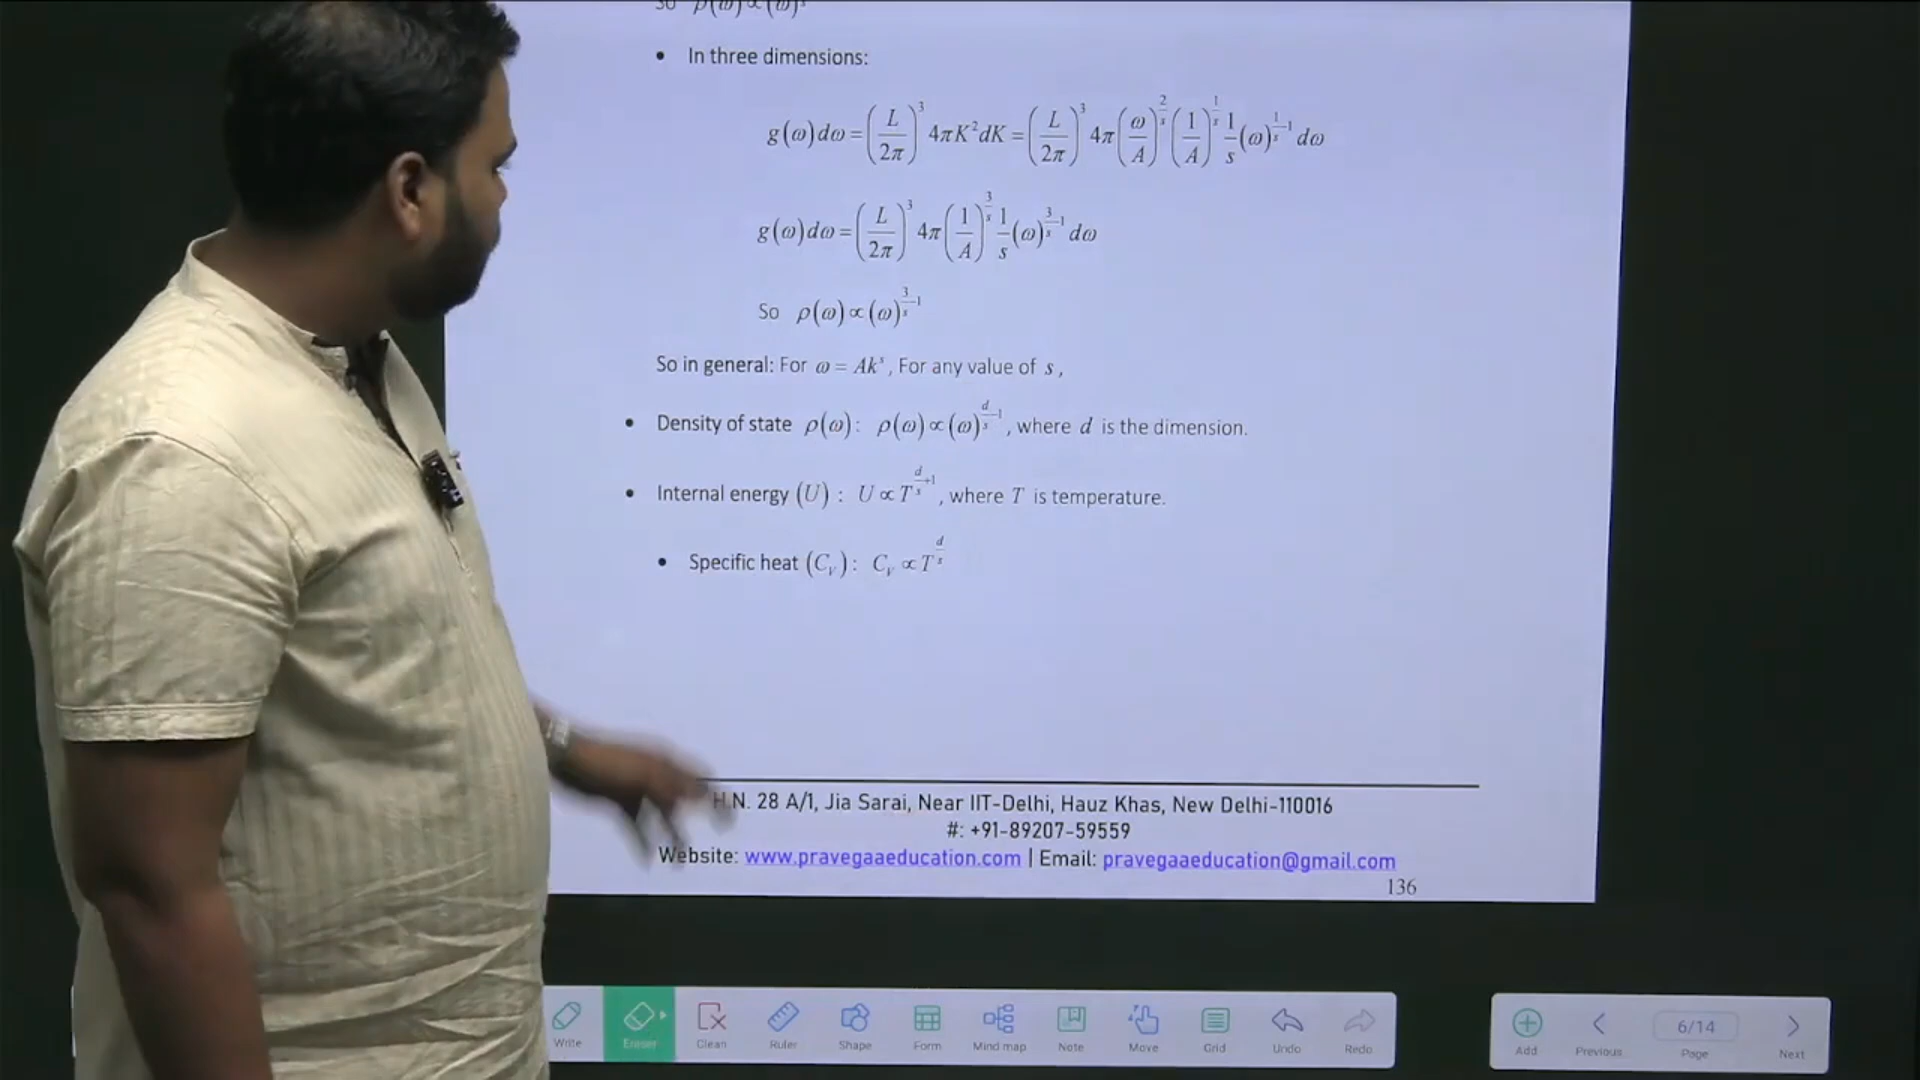 So ρ(ω)∝(ω)^{1/s}
• In three dimensions:
g(ω)dω = (L/2π)^3 4πK^2dK = (L/2π)^3 4π(ω/A)^{2/s} (1/A)^{1/s} 1/s (ω)^{1/s-1} dω
g(ω)dω = (L/2π)^3 4π(1/A)^{3/s} 1/s (ω)^{3/s-1} dω
So ρ(ω)∝(ω)^{3/s-1}
So in general: For ω = Ak^s, For any value of s,
• Density of state ρ(ω): ρ(ω)∝(ω)^{d/s-1}, where d is the dimension.
• Internal energy (U): U∝T^{d/s+1}, where T is temperature.
• Specific heat (C_V): C_V∝T^{d/s}
H.N. 28 A/1, Jia Sarai, Near IIT-Delhi, Hauz Khas, New Delhi-110016
#: +91-89207-59559
Website: www.pravegaaeducation.com | Email: pravegaaeducation@gmail.com
136
Write Eraser Clean Ruler Shape Form Mind map Note Move Grid Undo Redo
Add Previous 6/14 Page Next